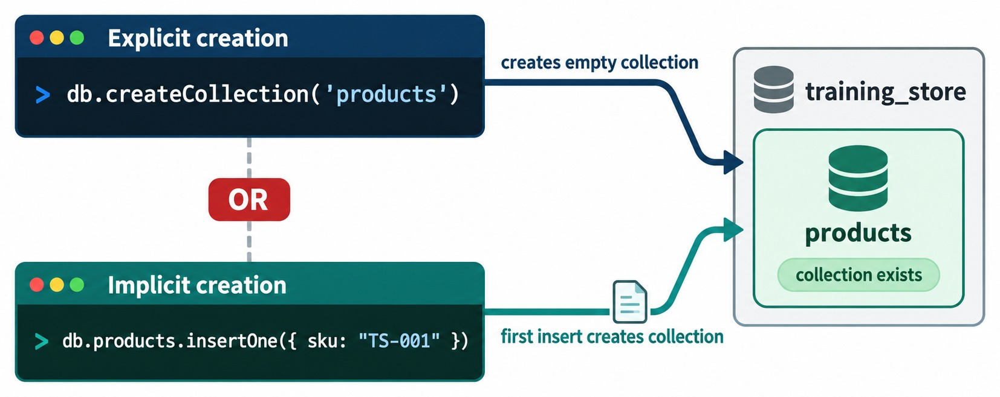 Explicit creation
> db.createCollection('products')
creates empty collection
OR
Implicit creation
> db.products.insertOne({ sku: "TS-001" })
first insert creates collection
training_store
products
collection exists